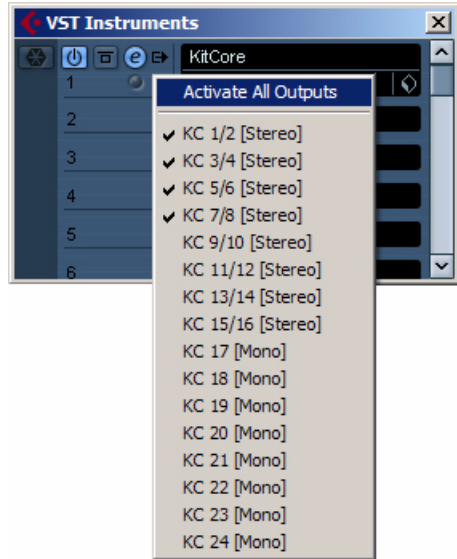 VST Instruments
e KitCore
1
Activate All Outputs
2
KC 1/2 [Stereo]
3
KC 3/4 [Stereo]
KC 5/6 [Stereo]
4
KC 7/8 [Stereo]
5
KC 9/10 [Stereo]
6
KC 11/12 [Stereo]
KC 13/14 [Stereo]
KC 15/16 [Stereo]
KC 17 [Mono]
KC 18 [Mono]
KC 19 [Mono]
KC 20 [Mono]
KC 21 [Mono]
KC 22 [Mono]
KC 23 [Mono]
KC 24 [Mono]